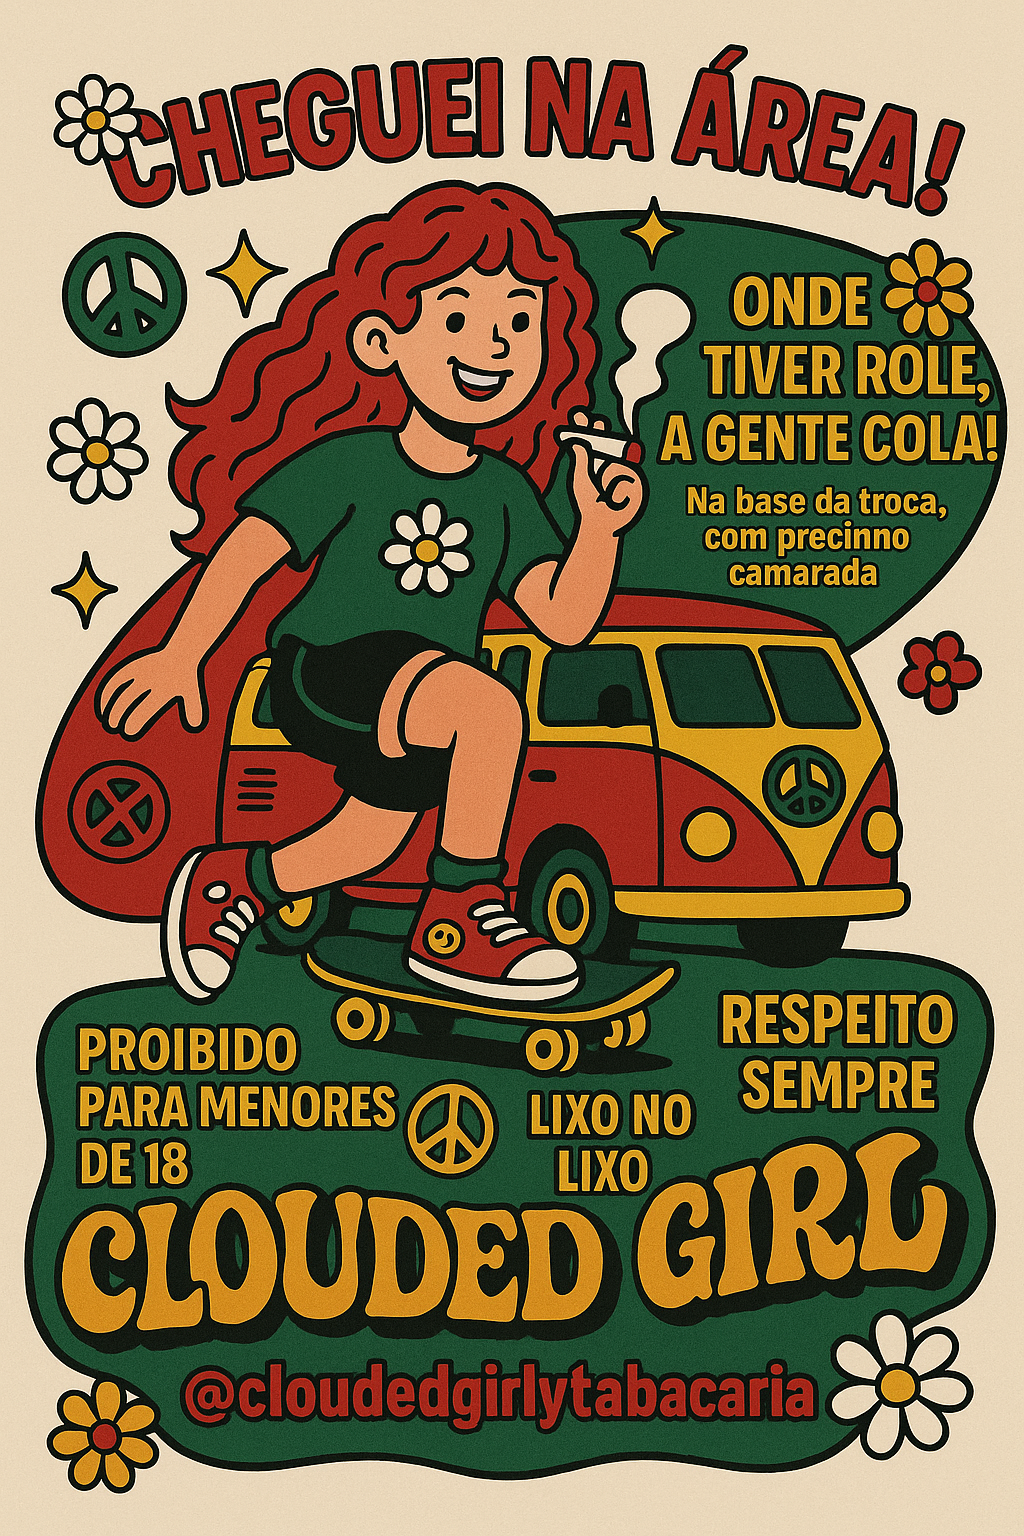 CHEGUEI NA ÁREA!
ONDE
TIVER ROLE,
A GENTE COLA!
Na base da troca,
com precinno
camarada
PROIBIDO
PARA MENORES
DE 18
LIXO NO
LIXO
RESPEITO
SEMPRE
CLOUDED GIRL
@cloudedgirlytabacaria